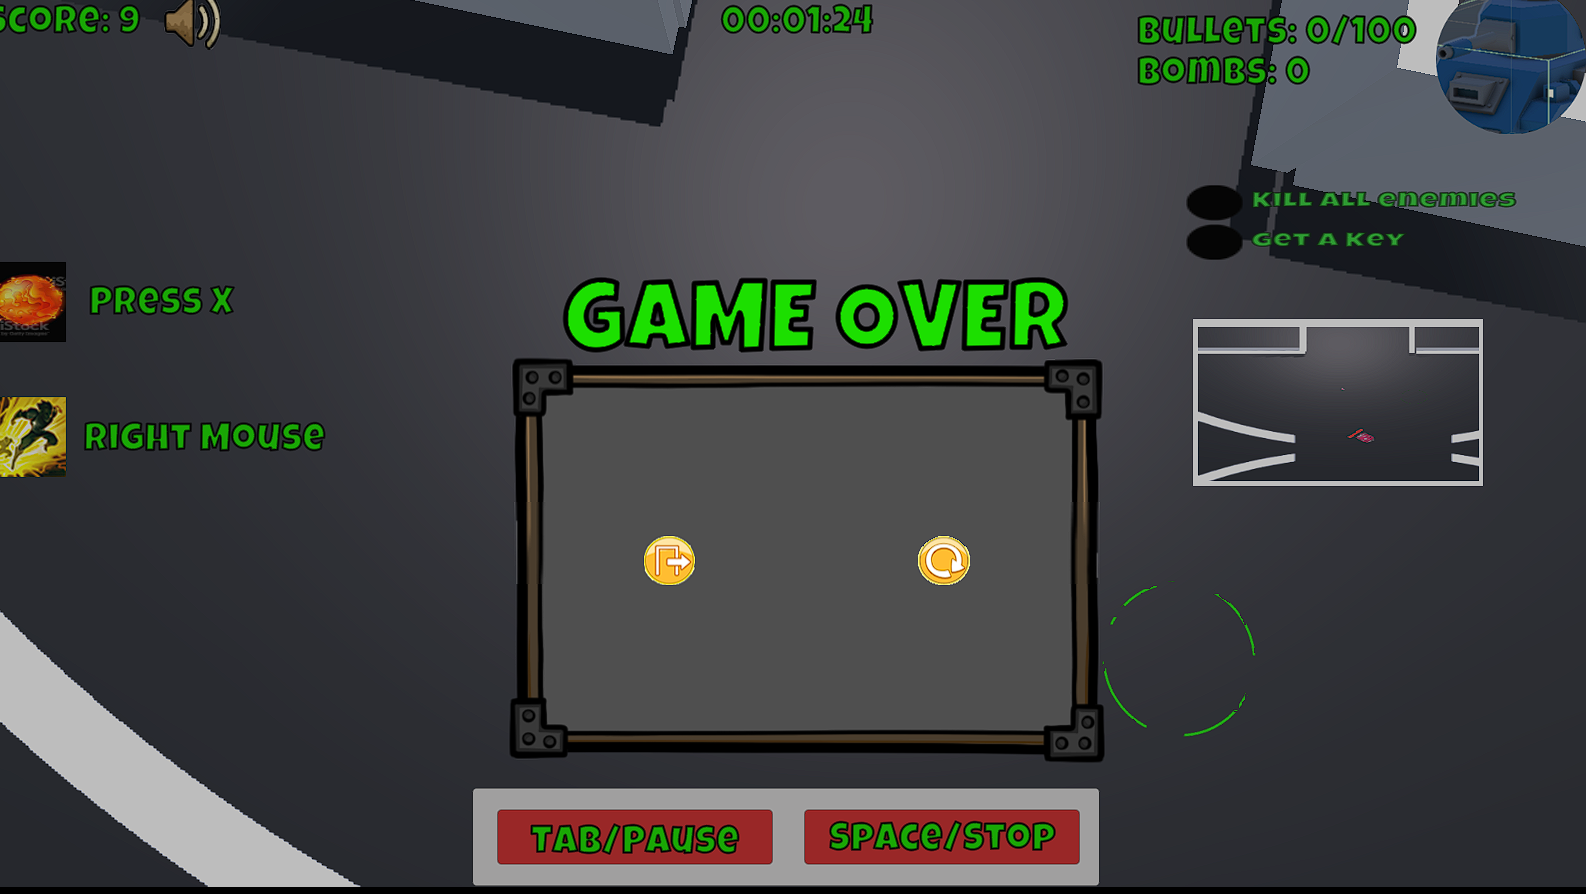 SCORE: 9
00:01:24
BULLETS: 0/100
BOMBS: 0
KILL ALL enemies
GET A KEY
PRESS X
iStock
RIGHT MOUSE
GAME OVER
TAB/PAUSE
SPACE/STOP